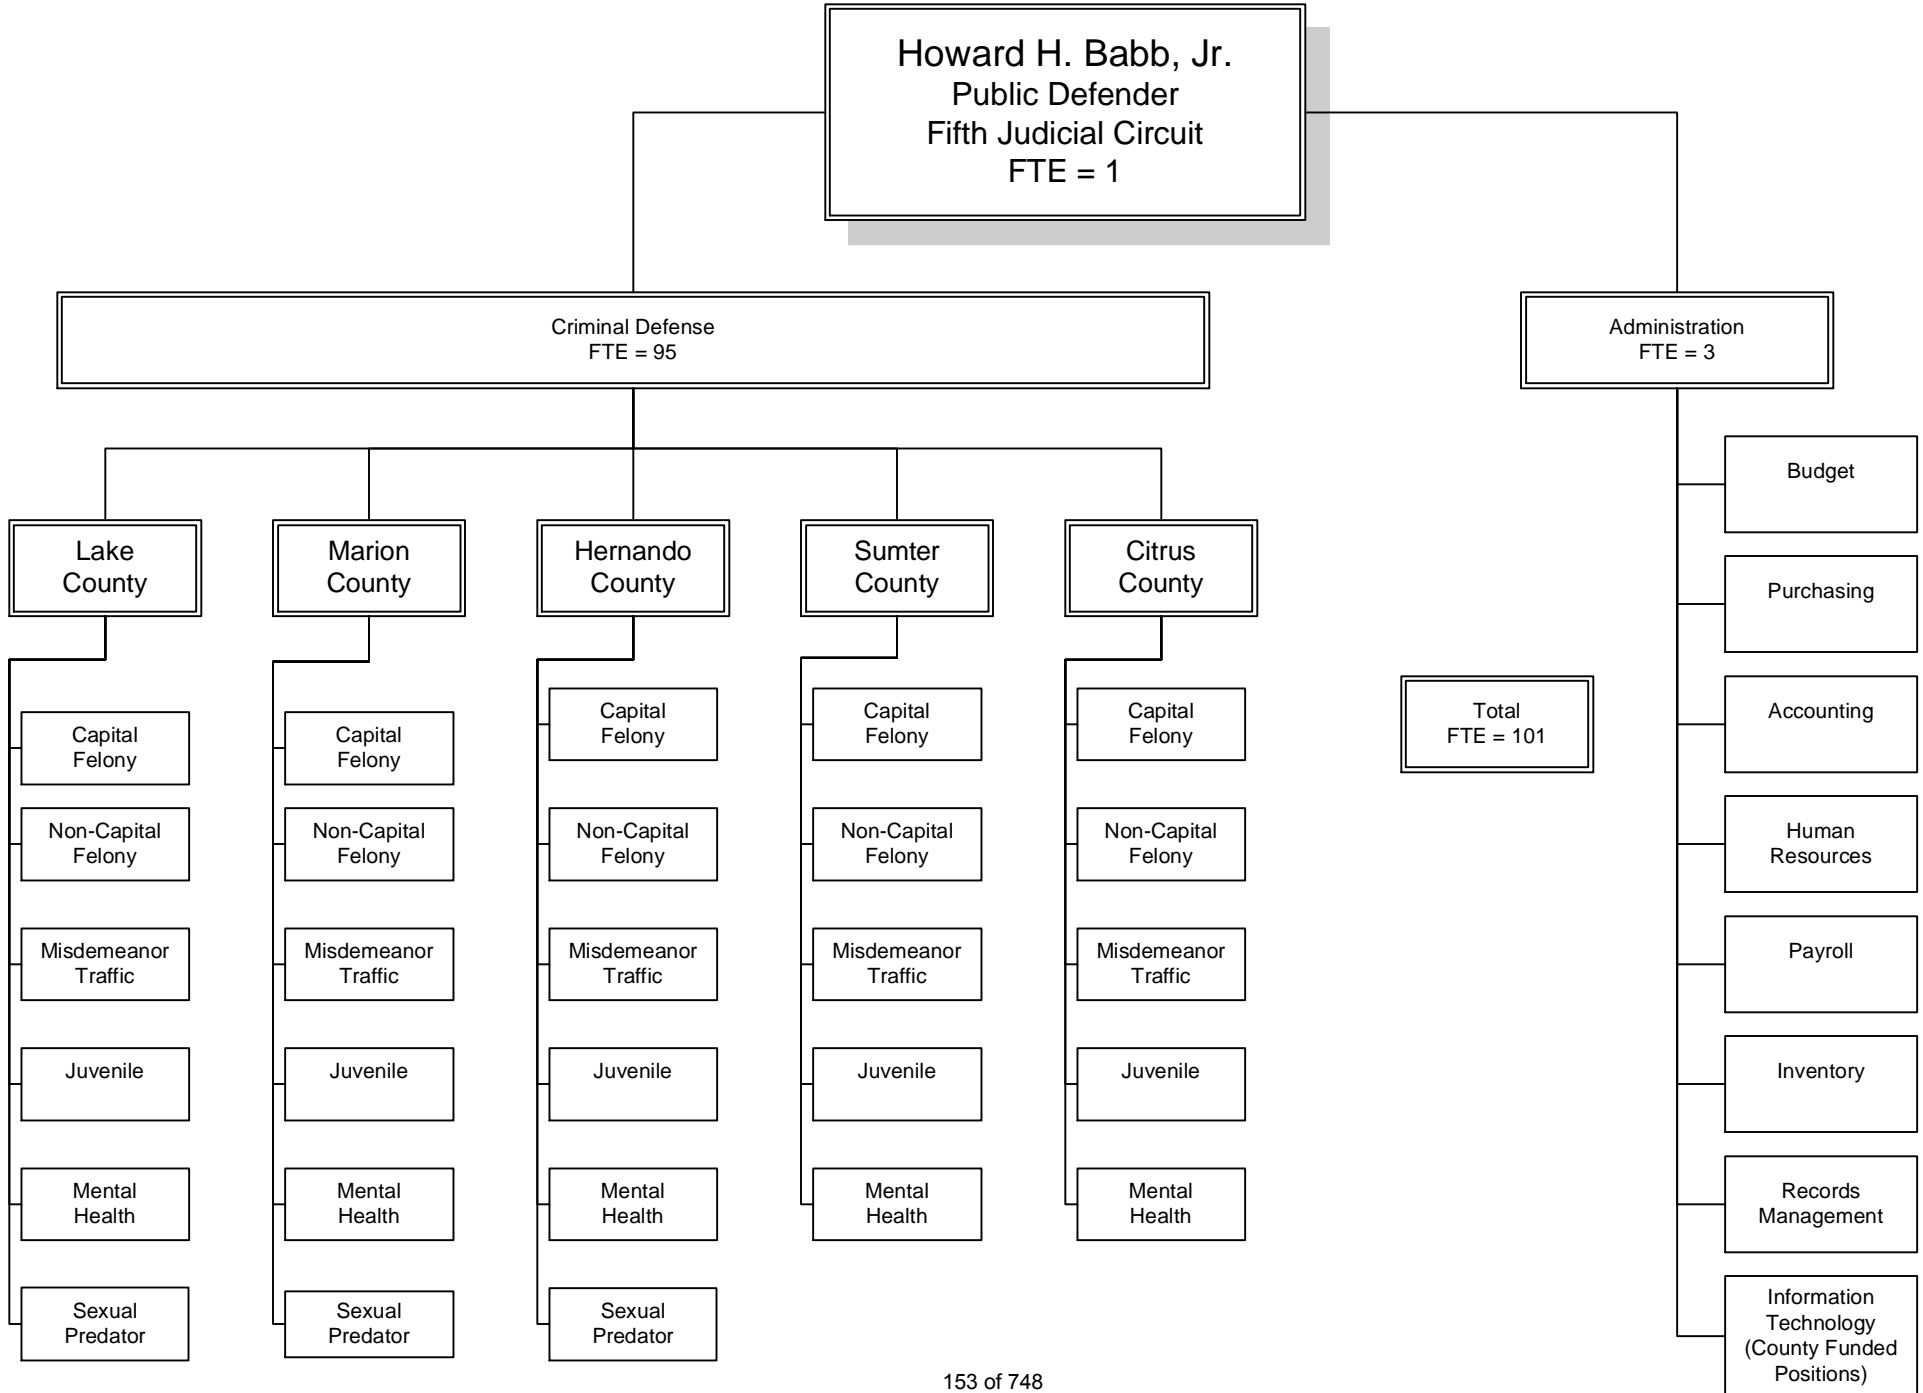 Howard H. Babb, Jr.
Public Defender
Fifth Judicial Circuit
FTE = 1
Criminal Defense
FTE = 95
Administration
FTE = 3
Lake
County
Capital
Felony
Non-Capital
Felony
Misdemeanor
Traffic
Juvenile
Mental
Health
Sexual
Predator
Marion
County
Capital
Felony
Non-Capital
Felony
Misdemeanor
Traffic
Juvenile
Mental
Health
Sexual
Predator
Hernando
County
Capital
Felony
Non-Capital
Felony
Misdemeanor
Traffic
Juvenile
Mental
Health
Sexual
Predator
Sumter
County
Capital
Felony
Non-Capital
Felony
Misdemeanor
Traffic
Juvenile
Mental
Health
Citrus
County
Capital
Felony
Non-Capital
Felony
Misdemeanor
Traffic
Juvenile
Mental
Health
Total
FTE = 101
Budget
Purchasing
Accounting
Human
Resources
Payroll
Inventory
Records
Management
Information
Technology
(County Funded
Positions)
153 of 748